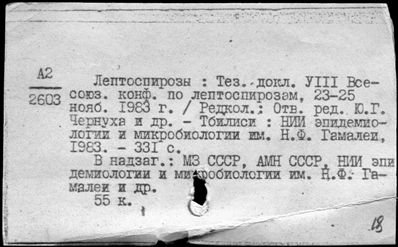 А2
2603
Лептоспирозы : Тез. докл. УІІІ Все-
союз. конф. по лептоспирозам, 23-25
нояб. 1983 г. / Редкол.: Отв. ред. Ю.Г.
Чернуха и др. - Тбилиси : НИИ эпидемио-
логии и микробиологии им. Н.Ф. Гамалеи,
1983. - 331 с.
В надзаг.: МЗ СССР, АМН СССР, НИИ эпи
демиологии и микробиологии им. Н.Ф. Га-
малеи и др.
55 к.
18